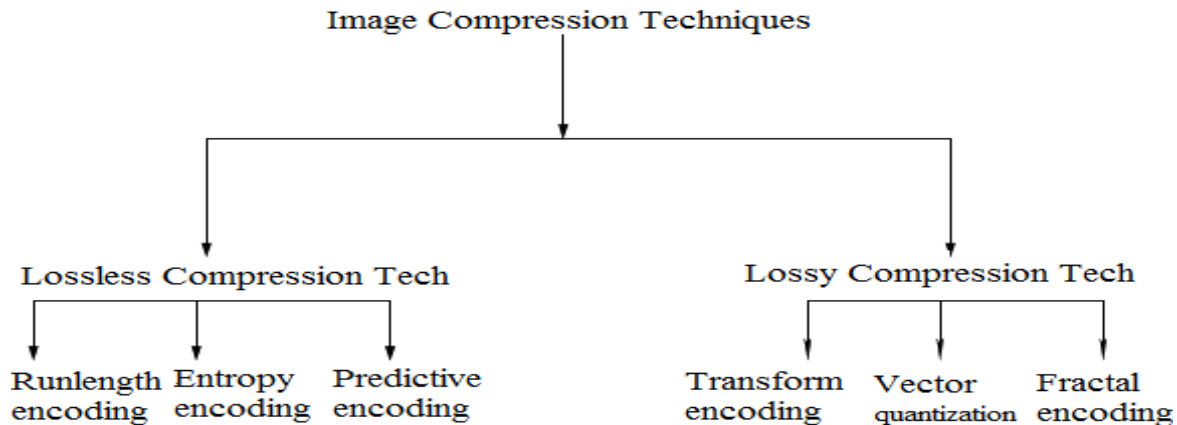 Image Compression Techniques
Lossless Compression Tech
Lossy Compression Tech
Runlength
encoding
Entropy
encoding
Predictive
encoding
Transform
encoding
Vector
quantization
Fractal
encoding